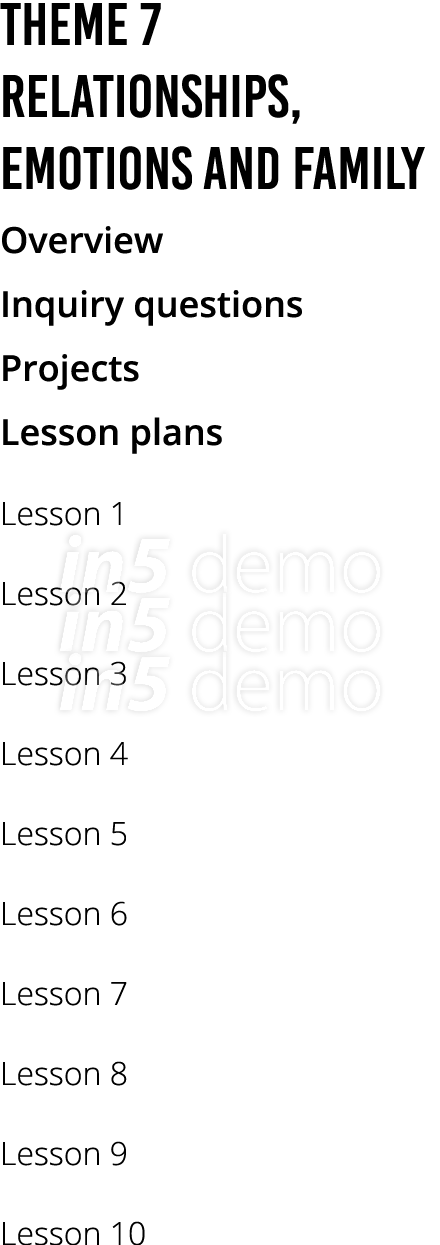 THEME 7
RELATIONSHIPS,
EMOTIONS AND FAMILY
Overview
Inquiry questions
Projects
Lesson plans
Lesson 1
in5 demo
Lesson 2
in5 demo
Lesson 3
in5 demo
Lesson 4
Lesson 5
Lesson 6
Lesson 7
Lesson 8
Lesson 9
Lesson 10